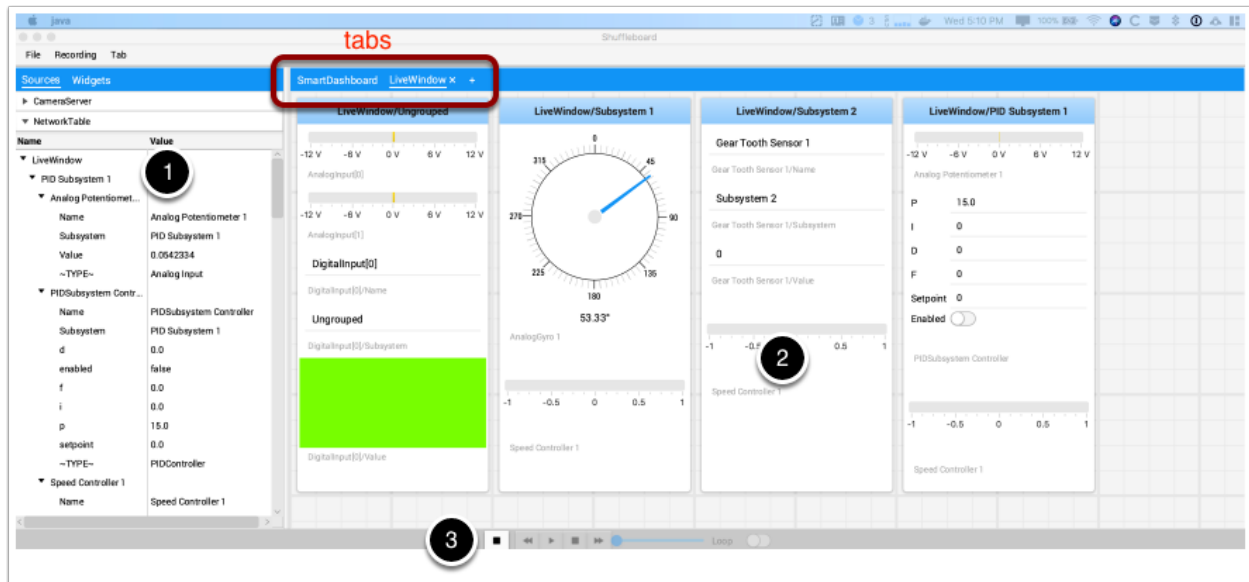 java
3
Wed 5:10 PM
100%
tabs
Shuffleboard
File Recording Tab
Sources Widgets
SmartDashboard LiveWindow × +
CameraServer
NetworkTable
Name Value
LiveWindow
PID Subsystem 1
1
Analog Potentiomet...
Name Analog Potentiometer 1
Subsystem PID Subsystem 1
Value 0.0542334
~TYPE~ Analog Input
PIDSubsystem Contr...
Name PIDSubsystem Controller
Subsystem PID Subsystem 1
d 0.0
enabled false
f 0.0
i 0.0
p 15.0
setpoint 0.0
~TYPE~ PIDController
Speed Controller 1
Name Speed Controller 1
LiveWindow/Ungrouped
-12 V -6 V 0 V 6 V 12 V
AnalogInput[0]
-12 V -6 V 0 V 6 V 12 V
AnalogInput[1]
DigitalInput[0]
DigitalInput[0]/Name
Ungrouped
DigitalInput[0]/Subsystem
DigitalInput[0]/Value
LiveWindow/Subsystem 1
0
315 45
270 90
225 135
180
53.33°
AnalogGyro 1
-1 -0.5 0 0.5 1
Speed Controller 1
LiveWindow/Subsystem 2
Gear Tooth Sensor 1
Gear Tooth Sensor 1/Name
Subsystem 2
Gear Tooth Sensor 1/Subsystem
0
Gear Tooth Sensor 1/Value
-1 0.5 1
2
Speed Controller 1
LiveWindow/PID Subsystem 1
-12 V -6 V 0 V 6 V 12 V
Analog Potentiometer 1
P 15.0
I 0
D 0
F 0
Setpoint 0
Enabled
PIDSubsystem Controller
-1 -0.5 0 0.5 1
Speed Controller 1
3
Loop